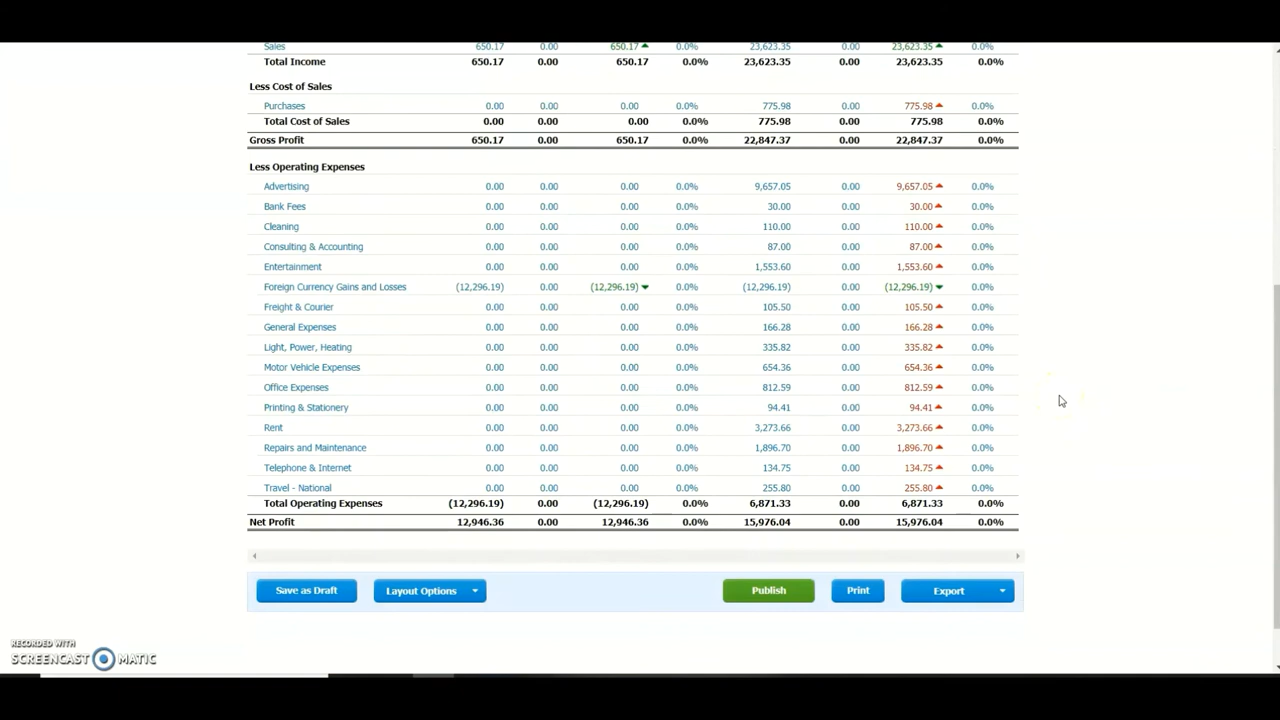 Sales 650.17 0.00 650.17 0.0% 23,623.35 0.00 23,623.35 0.0%
Total Income 650.17 0.00 650.17 0.0% 23,623.35 0.00 23,623.35 0.0%
Less Cost of Sales
Purchases 0.00 0.00 0.00 0.0% 775.98 0.00 775.98 0.0%
Total Cost of Sales 0.00 0.00 0.00 0.0% 775.98 0.00 775.98 0.0%
Gross Profit 650.17 0.00 650.17 0.0% 22,847.37 0.00 22,847.37 0.0%
Less Operating Expenses
Advertising 0.00 0.00 0.00 0.0% 9,657.05 0.00 9,657.05 0.0%
Bank Fees 0.00 0.00 0.00 0.0% 30.00 0.00 30.00 0.0%
Cleaning 0.00 0.00 0.00 0.0% 110.00 0.00 110.00 0.0%
Consulting & Accounting 0.00 0.00 0.00 0.0% 87.00 0.00 87.00 0.0%
Entertainment 0.00 0.00 0.00 0.0% 1,553.60 0.00 1,553.60 0.0%
Foreign Currency Gains and Losses (12,296.19) 0.00 (12,296.19) 0.0% (12,296.19) 0.00 (12,296.19) 0.0%
Freight & Courier 0.00 0.00 0.00 0.0% 105.50 0.00 105.50 0.0%
General Expenses 0.00 0.00 0.00 0.0% 166.28 0.00 166.28 0.0%
Light, Power, Heating 0.00 0.00 0.00 0.0% 335.82 0.00 335.82 0.0%
Motor Vehicle Expenses 0.00 0.00 0.00 0.0% 654.36 0.00 654.36 0.0%
Office Expenses 0.00 0.00 0.00 0.0% 812.59 0.00 812.59 0.0%
Printing & Stationery 0.00 0.00 0.00 0.0% 94.41 0.00 94.41 0.0%
Rent 0.00 0.00 0.00 0.0% 3,273.66 0.00 3,273.66 0.0%
Repairs and Maintenance 0.00 0.00 0.00 0.0% 1,896.70 0.00 1,896.70 0.0%
Telephone & Internet 0.00 0.00 0.00 0.0% 134.75 0.00 134.75 0.0%
Travel - National 0.00 0.00 0.00 0.0% 255.80 0.00 255.80 0.0%
Total Operating Expenses (12,296.19) 0.00 (12,296.19) 0.0% 6,871.33 0.00 6,871.33 0.0%
Net Profit 12,946.36 0.00 12,946.36 0.0% 15,976.04 0.00 15,976.04 0.0%
Save as Draft Layout Options Publish Print Export
RECORDED WITH
SCREENCAST MATIC